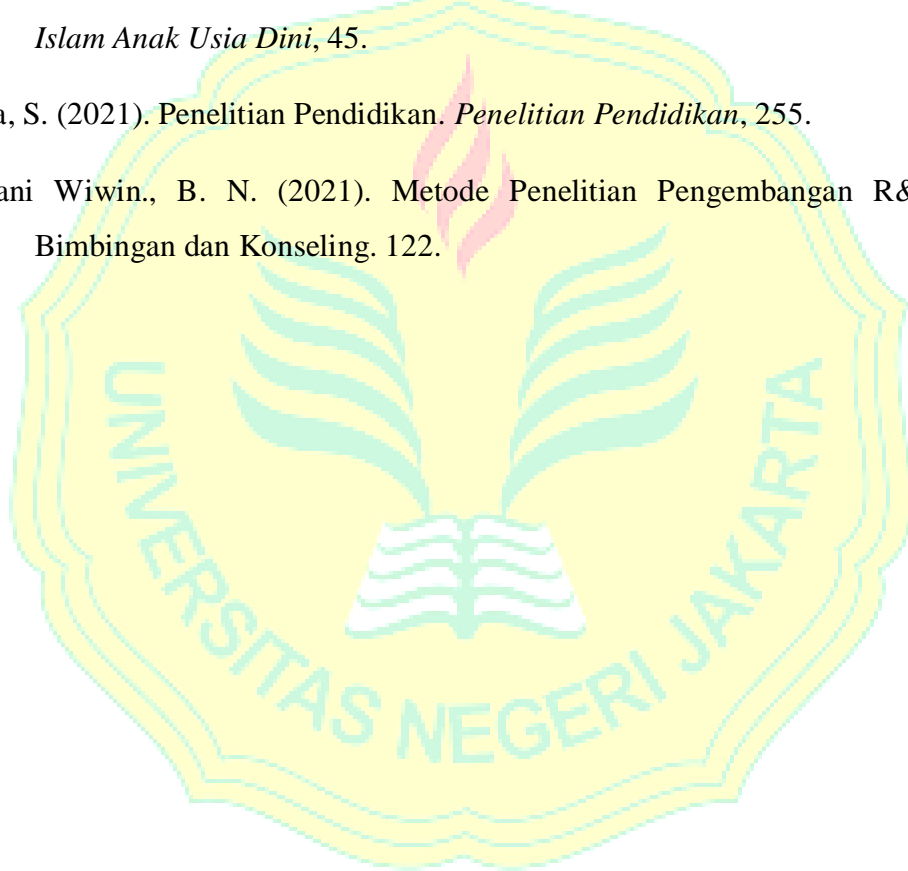 Islam Anak Usia Dini, 45.
a, S. (2021). Penelitian Pendidikan. Penelitian Pendidikan, 255.
ani Wiwin., B. N. (2021). Metode Penelitian Pengembangan R&
Bimbingan dan Konseling. 122.
UNIVERSITAS NEGERI JAKARTA